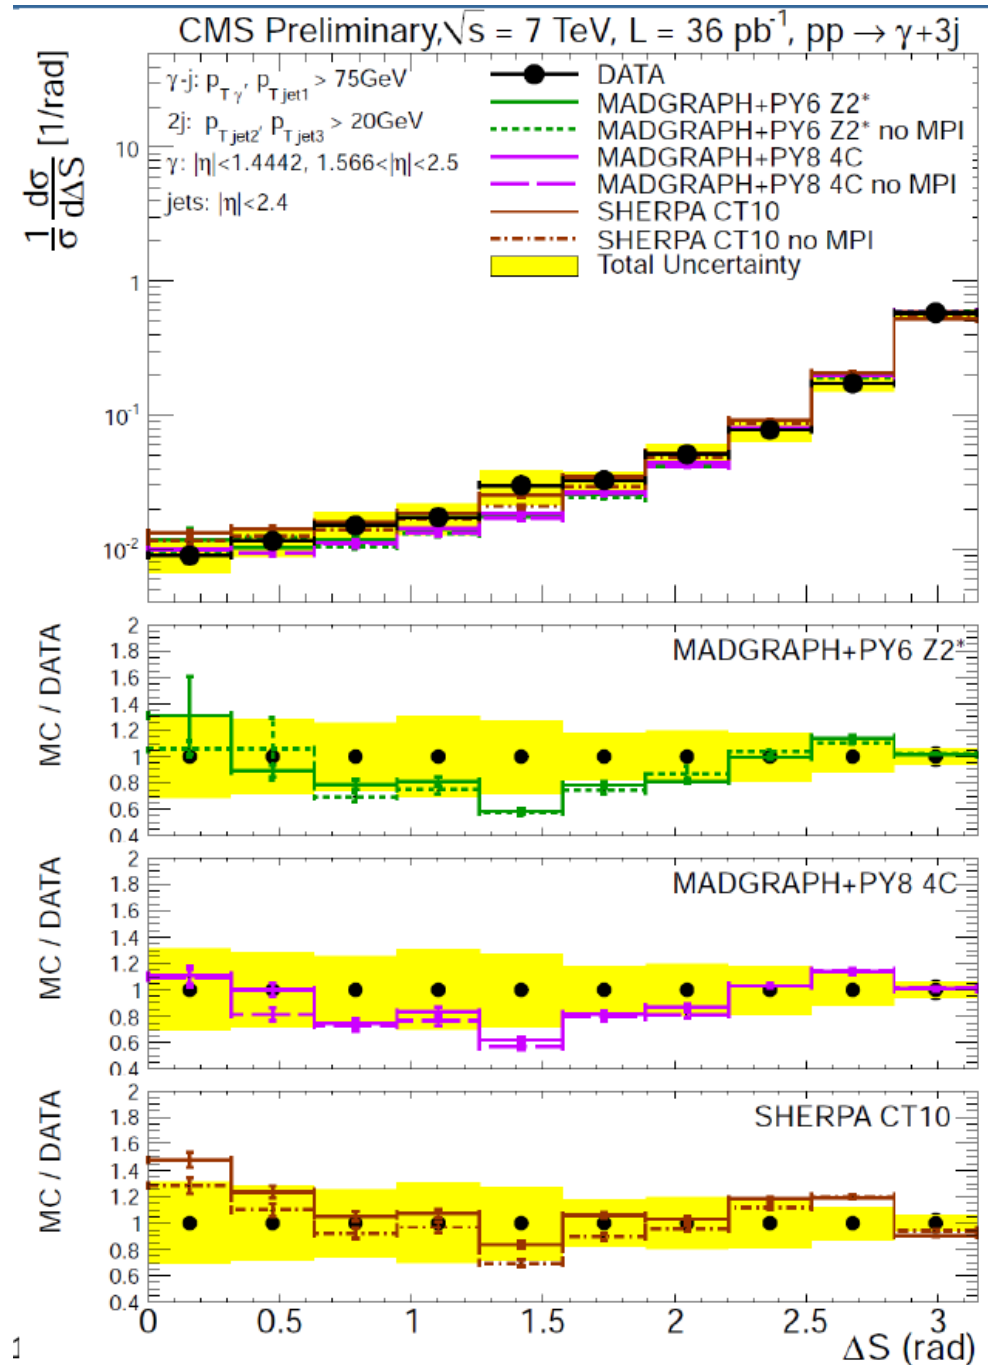 CMS Preliminary,√s = 7 TeV, L = 36 pb⁻¹, pp → γ+3j
γ-j: p_Tγ, p_Tjet1 > 75GeV
2j: p_Tjet2, p_Tjet3 > 20GeV
γ: |η|<1.4442, 1.566<|η|<2.5
jets: |η|<2.4
DATA
MADGRAPH+PY6 Z2*
MADGRAPH+PY6 Z2* no MPI
MADGRAPH+PY8 4C
MADGRAPH+PY8 4C no MPI
SHERPA CT10
SHERPA CT10 no MPI
Total Uncertainty
1/σ dσ/dΔS [1/rad]
10
1
10⁻¹
10⁻²
MADGRAPH+PY6 Z2*
MC / DATA
2
1.8
1.6
1.4
1.2
1
0.8
0.6
0.4
MADGRAPH+PY8 4C
MC / DATA
2
1.8
1.6
1.4
1.2
1
0.8
0.6
0.4
SHERPA CT10
MC / DATA
2
1.8
1.6
1.4
1.2
1
0.8
0.6
0.4
0 0.5 1 1.5 2 2.5 3
ΔS (rad)
1